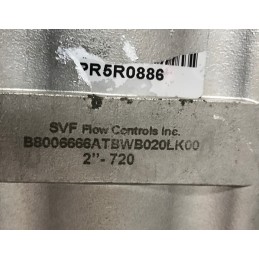 PR5R0886
SVF Flow Controls Inc.
B8006666ATBWB020LK00
2"-720